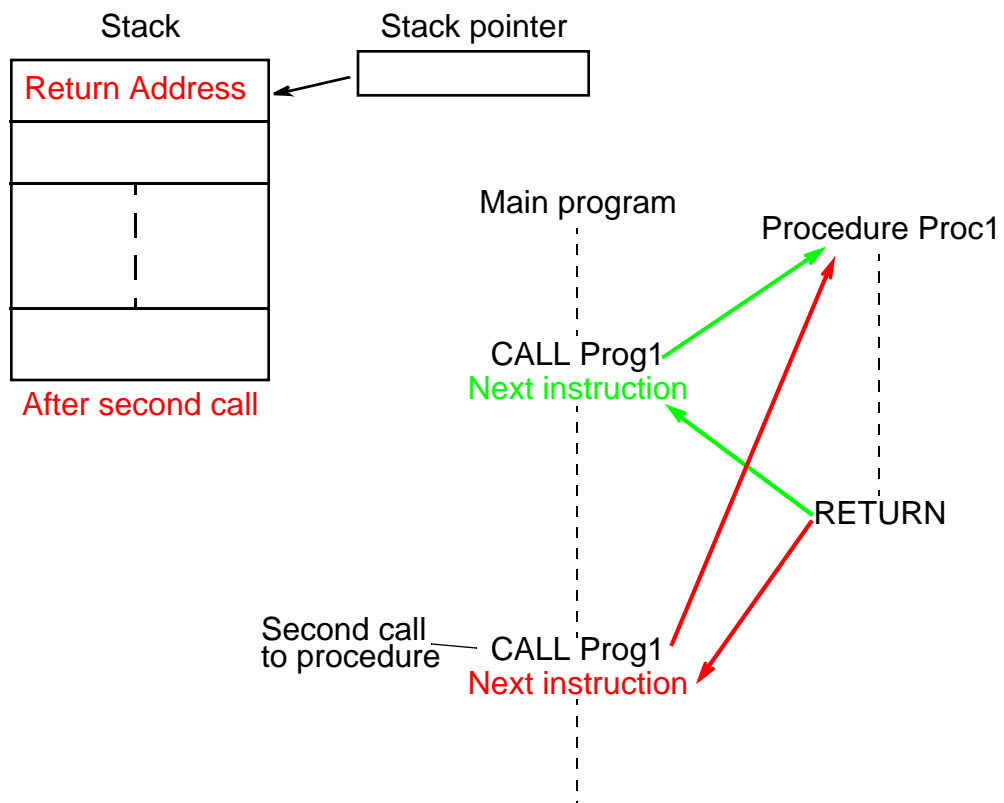 Stack
Stack pointer
Return Address
Main program
Procedure Proc1
CALL Prog1
Next instruction
After second call
RETURN
Second call
to procedure
CALL Prog1
Next instruction